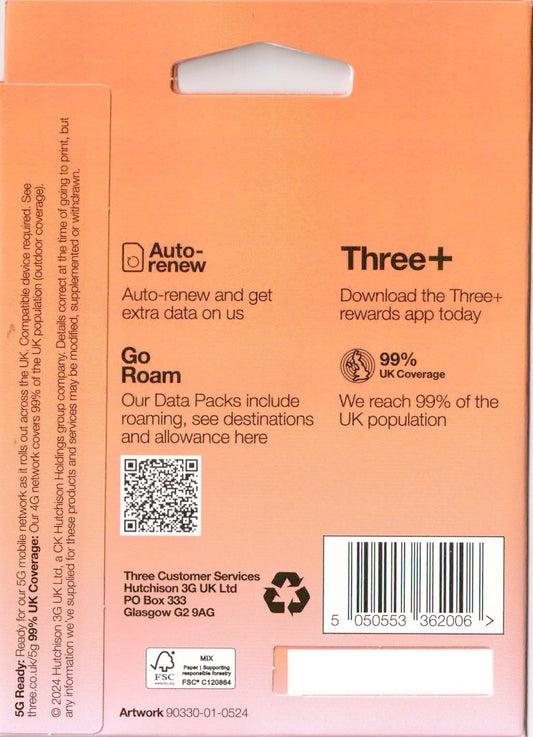 Auto-
renew
Auto-renew and get
extra data on us
Three+
Download the Three+
rewards app today
Go
Roam
Our Data Packs include
roaming, see destinations
and allowance here
99%
UK Coverage
We reach 99% of the
UK population
Three Customer Services
Hutchison 3G UK Ltd
PO Box 333
Glasgow G2 9AG
5 050553 362006 >
FSC
www.fsc.org
MIX
Paper | Supporting
responsible forestry
FSC® C120864
Artwork 90330-01-0524
5G Ready: Ready for our 5G mobile network as it rolls out across the UK. Compatible device required. See
three.co.uk/5g 99% UK Coverage: Our 4G network covers 99% of the UK population (outdoor coverage).
© 2024 Hutchison 3G UK Ltd, a CK Hutchison Holdings group company. Details correct at the time of going to print, but
any information we've supplied for these products and services may be modified, supplemented or withdrawn.